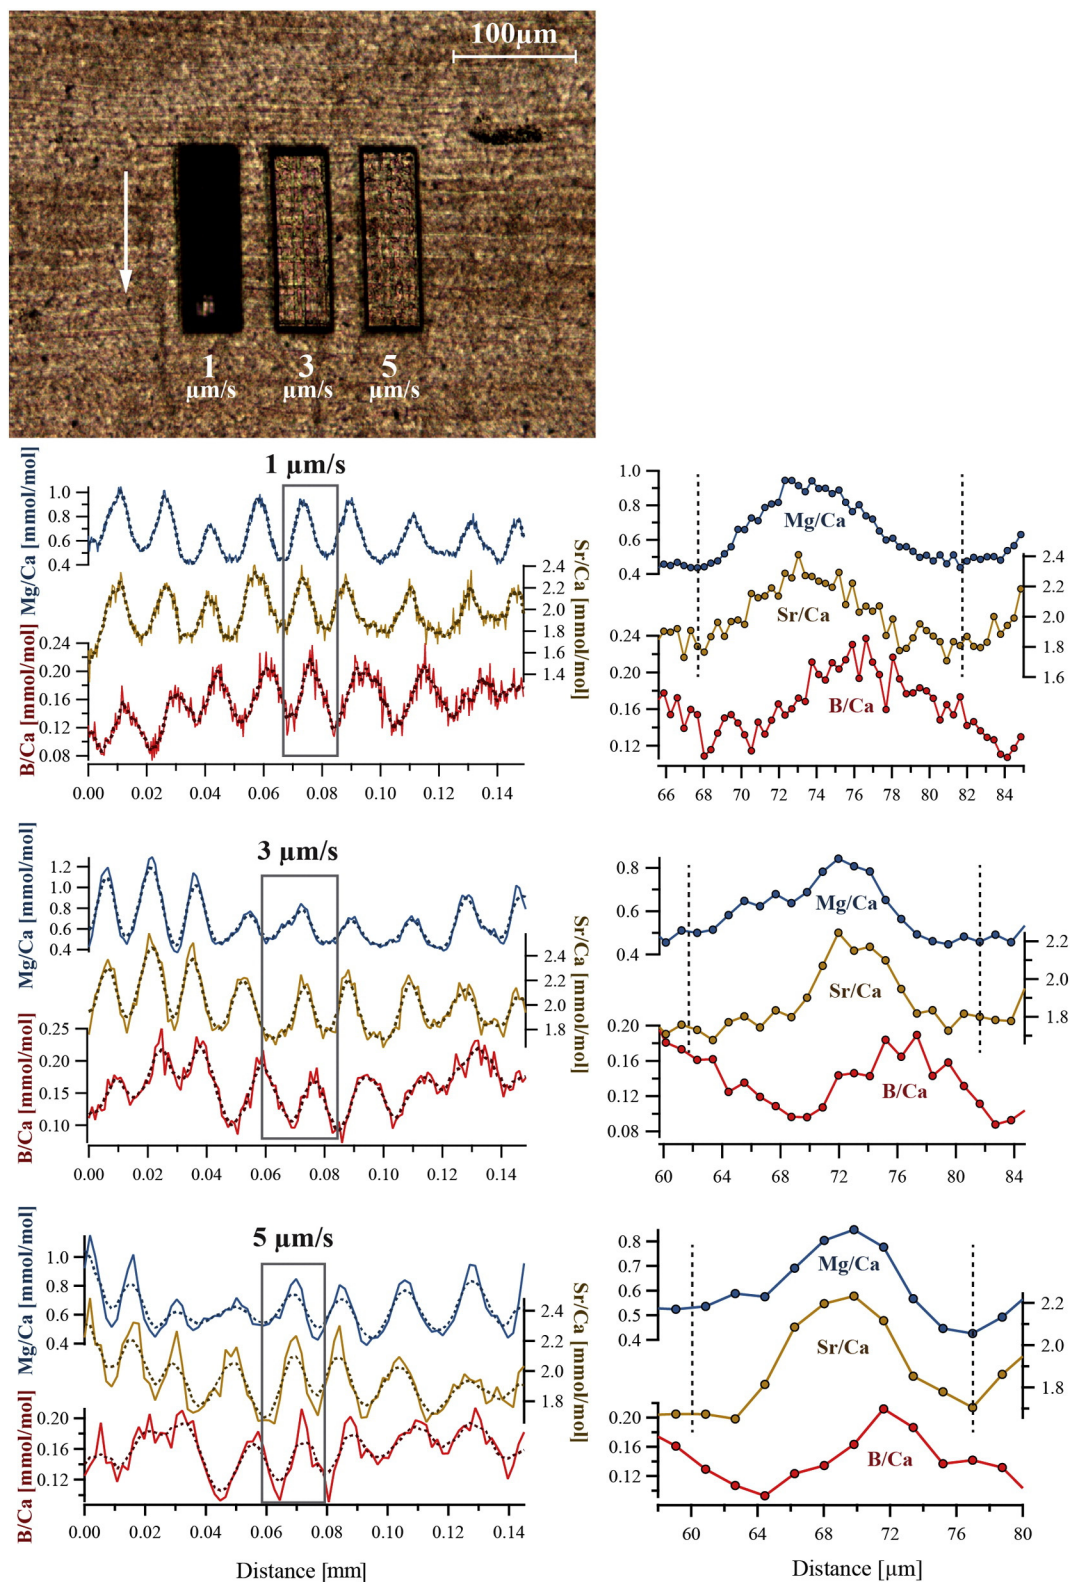 100µm
1
µm/s
3
µm/s
5
µm/s
1 µm/s
Mg/Ca [mmol/mol]
1.0
0.8
0.6
0.4
Sr/Ca [mmol/mol]
2.4
2.2
2.0
1.8
1.6
1.4
B/Ca [mmol/mol]
0.24
0.20
0.16
0.12
0.08
0.00 0.02 0.04 0.06 0.08 0.10 0.12 0.14
1.0
0.8
0.6
0.4
Mg/Ca
2.4
2.2
2.0
1.8
1.6
Sr/Ca
0.24
0.20
0.16
0.12
B/Ca
66 68 70 72 74 76 78 80 82 84
3 µm/s
Mg/Ca [mmol/mol]
1.2
1.0
0.8
0.6
0.4
Sr/Ca [mmol/mol]
2.4
2.2
2.0
1.8
B/Ca [mmol/mol]
0.25
0.20
0.15
0.10
0.00 0.02 0.04 0.06 0.08 0.10 0.12 0.14
0.8
0.6
0.4
Mg/Ca
2.2
2.0
1.8
Sr/Ca
0.20
0.16
0.12
0.08
B/Ca
60 64 68 72 76 80 84
5 µm/s
Mg/Ca [mmol/mol]
1.0
0.8
0.6
0.4
Sr/Ca [mmol/mol]
2.4
2.2
2.0
1.8
B/Ca [mmol/mol]
0.20
0.16
0.12
0.00 0.02 0.04 0.06 0.08 0.10 0.12 0.14
Distance [mm]
0.8
0.7
0.6
0.5
0.4
Mg/Ca
2.2
2.0
1.8
Sr/Ca
0.20
0.16
0.12
B/Ca
60 64 68 72 76 80
Distance [µm]